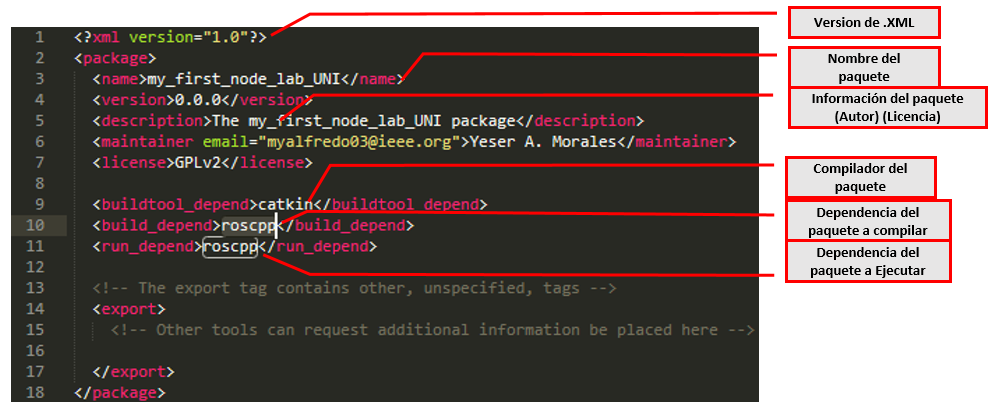 1 <?xml version="1.0"?>
2 <package>
3 <name>my_first_node_lab_UNI</name>
4 <version>0.0.0</version>
5 <description>The my_first_node_lab_UNI package</description>
6 <maintainer email="myalfredo03@ieee.org">Yeser A. Morales</maintainer>
7 <license>GPLv2</license>
8
9 <buildtool_depend>catkin</buildtool_depend>
10 <build_depend>roscpp</build_depend>
11 <run_depend>roscpp</run_depend>
12
13 <!-- The export tag contains other, unspecified, tags -->
14 <export>
15 <!-- Other tools can request additional information be placed here -->
16
17 </export>
18 </package>
Version de .XML
Nombre del
paquete
Información del paquete
(Autor) (Licencia)
Compilador del
paquete
Dependencia del
paquete a compilar
Dependencia del
paquete a Ejecutar